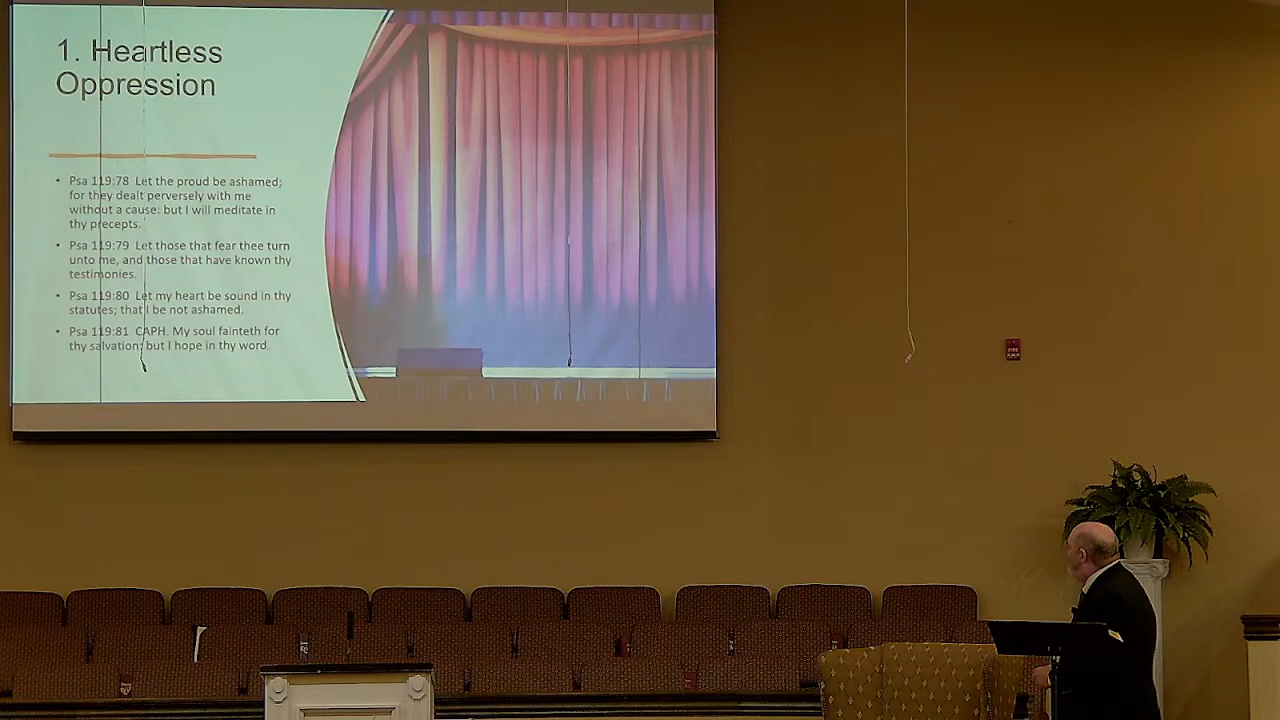 1. Heartless
Oppression
• Psa 119:78 Let the proud be ashamed;
for they dealt perversely with me
without a cause: but I will meditate in
thy precepts.
• Psa 119:79 Let those that fear thee turn
unto me, and those that have known thy
testimonies.
• Psa 119:80 Let my heart be sound in thy
statutes; that I be not ashamed.
• Psa 119:81 CAPH. My soul fainteth for
thy salvation: but I hope in thy word.
FIRE